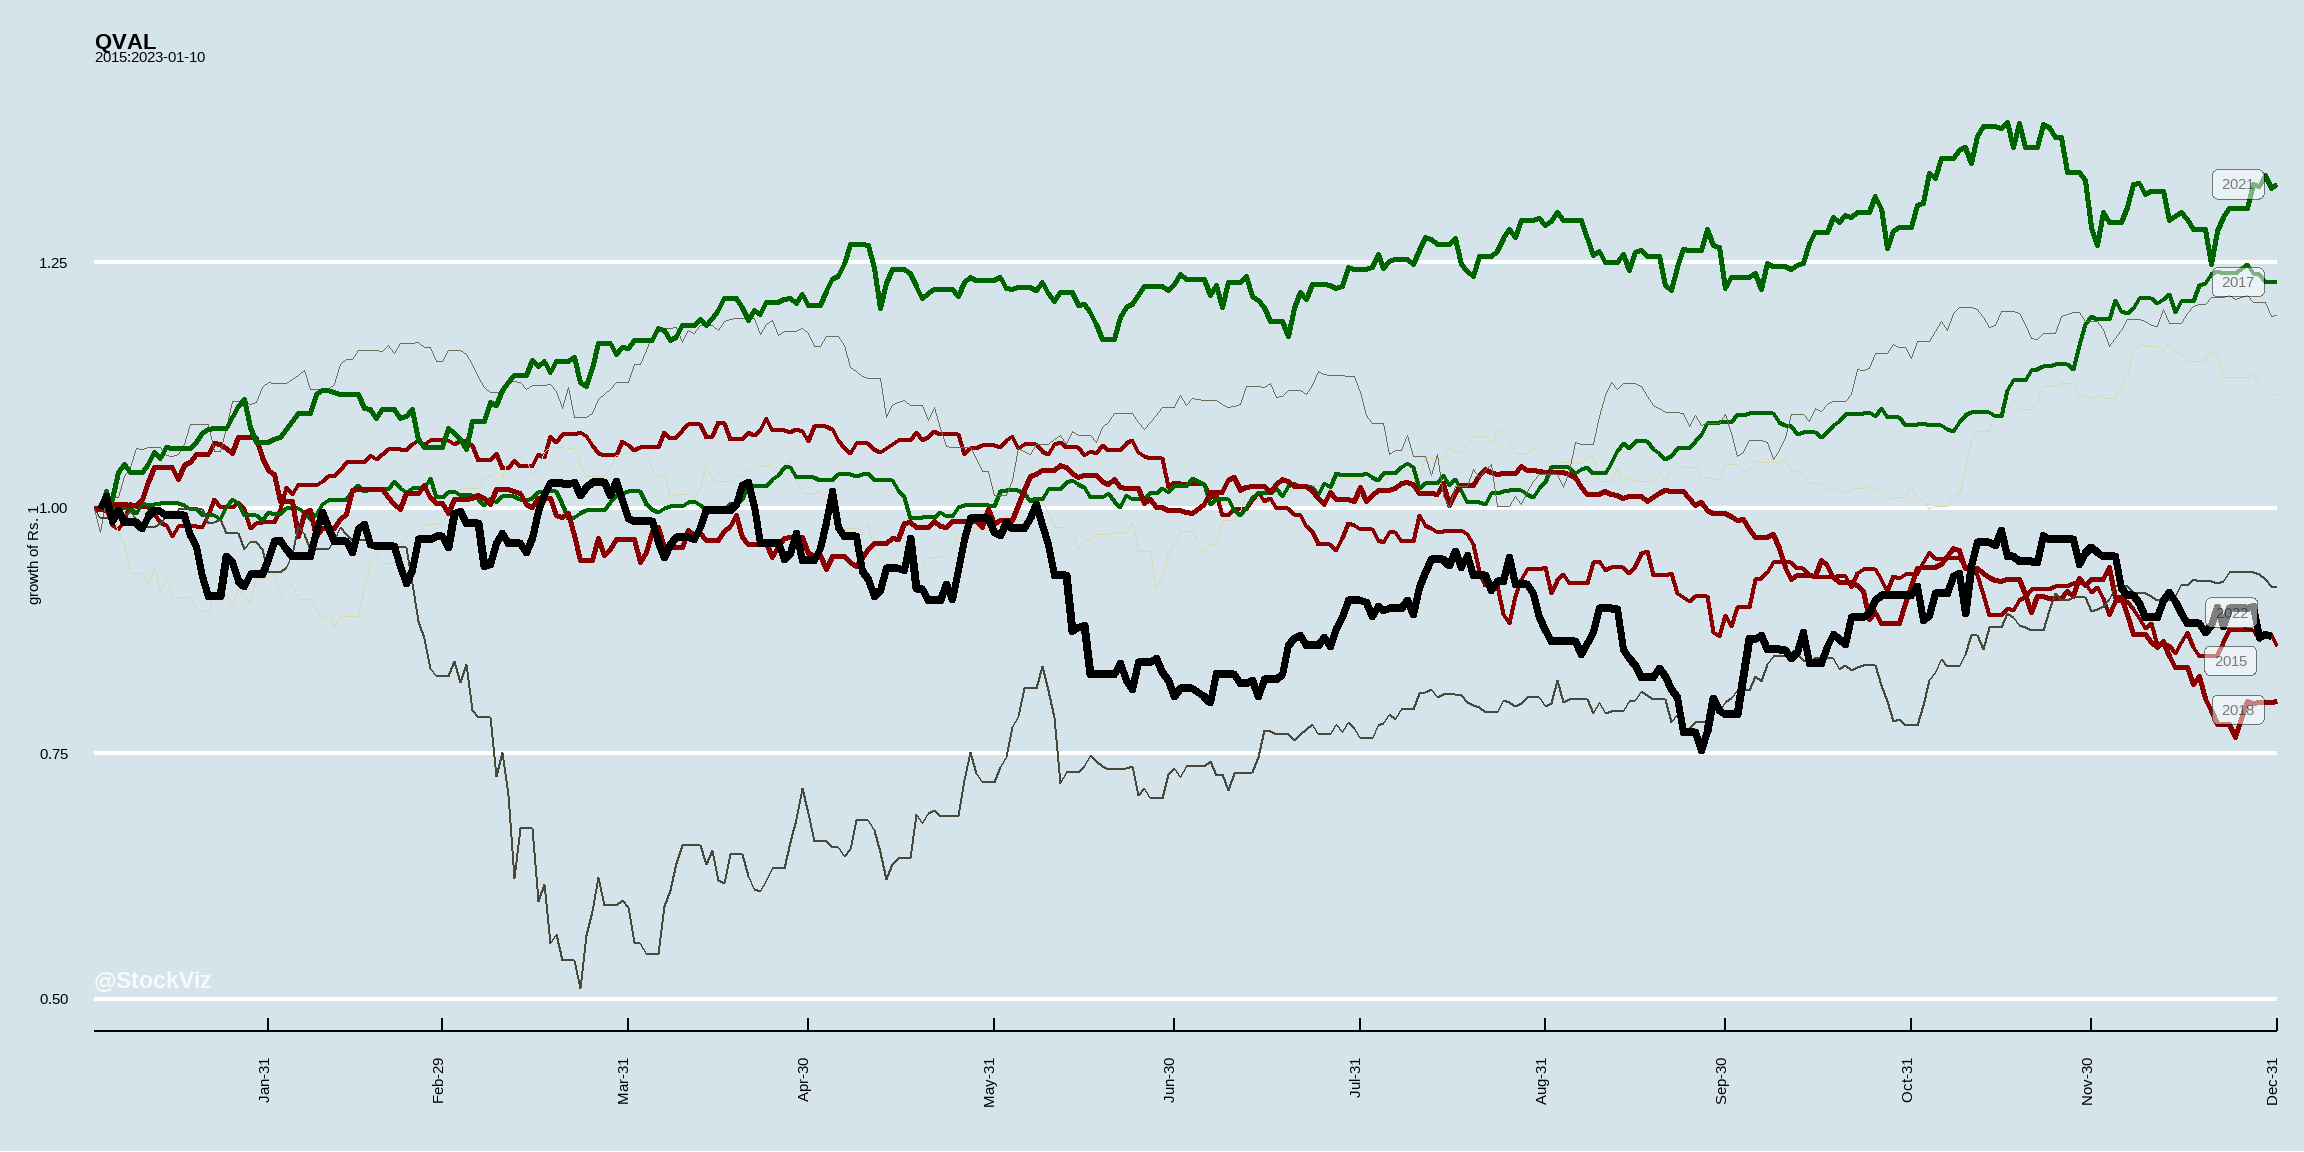 QVAL
2015:2023-01-10
growth of Rs. 1
1.25
1.00
0.75
0.50
2021
2017
2022
2015
2018
@StockViz
Jan-31
Feb-29
Mar-31
Apr-30
May-31
Jun-30
Jul-31
Aug-31
Sep-30
Oct-31
Nov-30
Dec-31